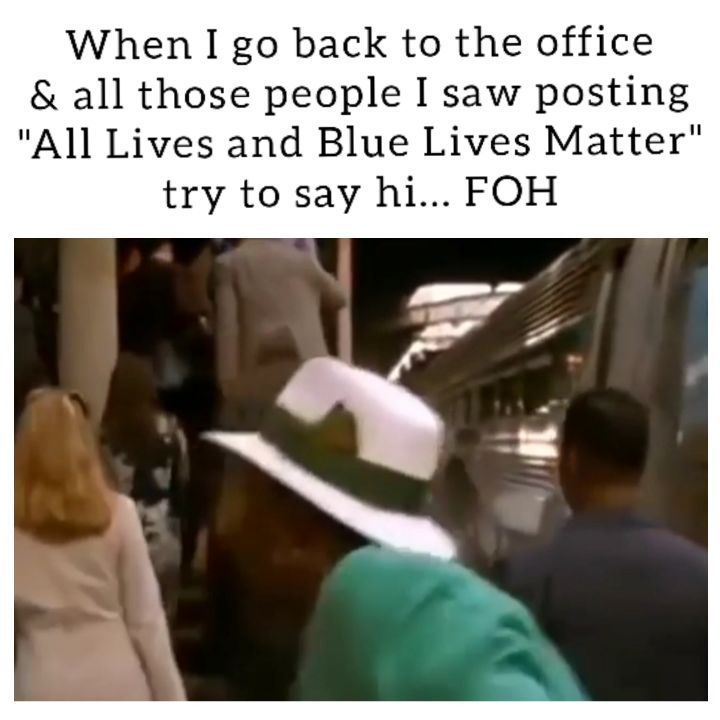 When I go back to the office
& all those people I saw posting
"All Lives and Blue Lives Matter"
try to say hi... FOH